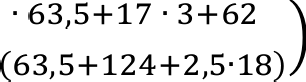 · 63,5+17 · 3+62
(63,5+124+2,5·18))